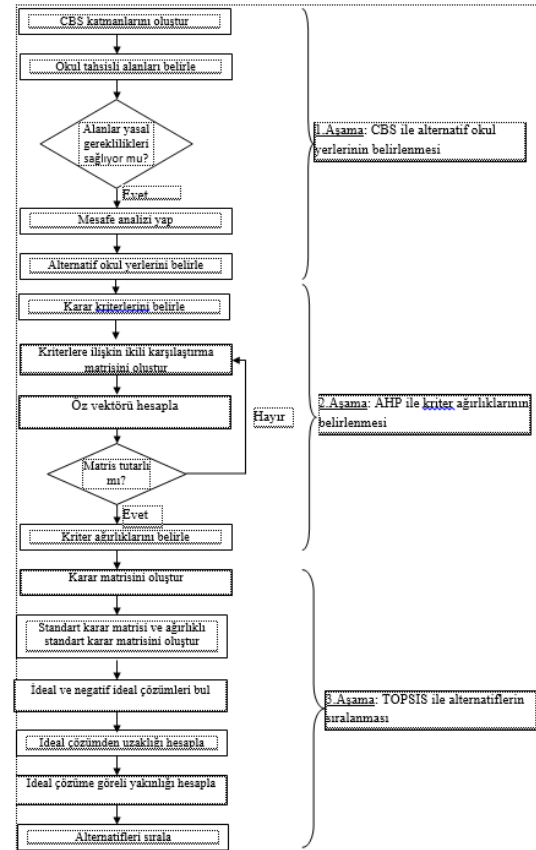 CBS katmanlarını oluştur
Okul tahsisli alanları belirle
Alanlar yasal
gereklilikleri
sağlıyor mu?
Evet
Mesafe analizi yap
Alternatif okul yerlerini belirle
1.Aşama: CBS ile alternatif okul
yerlerinin belirlenmesi
Karar kriterlerini belirle
Kriterlere ilişkin ikili karşılaştırma
matrisini oluştur
Öz vektörü hesapla
Hayır
Matris tutarlı
mı?
Evet
Kriter ağırlıklarını belirle
2.Aşama: AHP ile kriter ağırlıklarının
belirlenmesi
Karar matrisini oluştur
Standart karar matrisi ve ağırlıklı
standart karar matrisini oluştur
İdeal ve negatif ideal çözümleri bul
İdeal çözümden uzaklığı hesapla
İdeal çözüme göreli yakınlığı hesapla
Alternatifleri sırala
3.Aşama: TOPSIS ile alternatiflerin
sıralanması